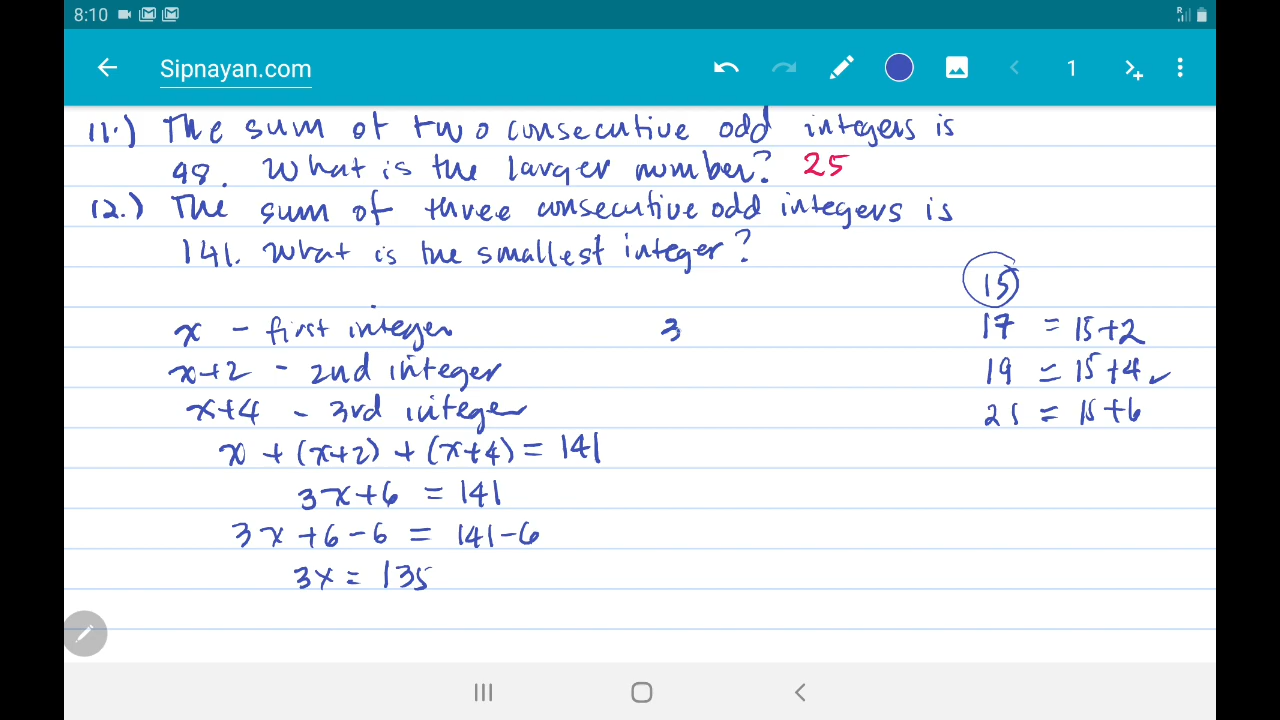 8:10
Sipnayan.com
1
11.) The sum of two consecutive odd integers is
48. What is the larger number? 25
12.) The sum of three consecutive odd integers is
141. What is the smallest integer?
15
x - first integer 3 17 = 15+2
x+2 - 2nd integer 19 = 15+4 ✓
x+4 - 3rd integer 21 = 15+6
x + (x+2) + (x+4) = 141
3x+6 = 141
3x+6-6 = 141-6
3x = 135